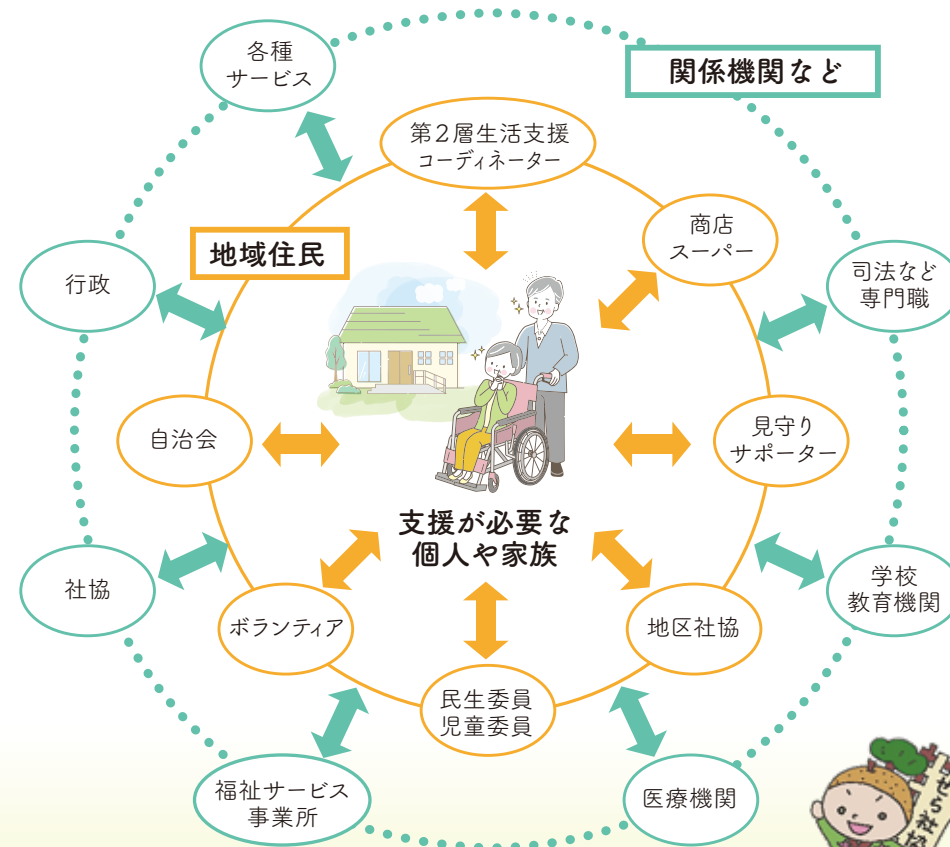 各種
サービス
関係機関など
第2層生活支援
コーディネーター
地域住民
商店
スーパー
行政
司法など
専門職
自治会
見守り
サポーター
支援が必要な
個人や家族
社協
学校
教育機関
ボランティア
地区社協
民生委員
児童委員
福祉サービス
事業所
医療機関
せら社協